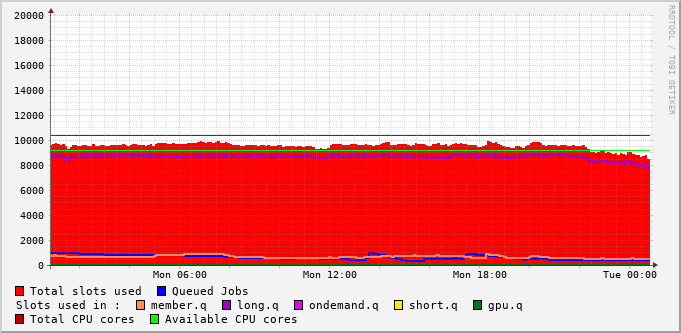 RRDTOOL / TOBI OETIKER
20000
18000
16000
14000
12000
10000
8000
6000
4000
2000
0
Mon 06:00 Mon 12:00 Mon 18:00 Tue 00:00
Total slots used Queued Jobs
Slots used in : member.q long.q ondemand.q short.q gpu.q
Total CPU cores Available CPU cores